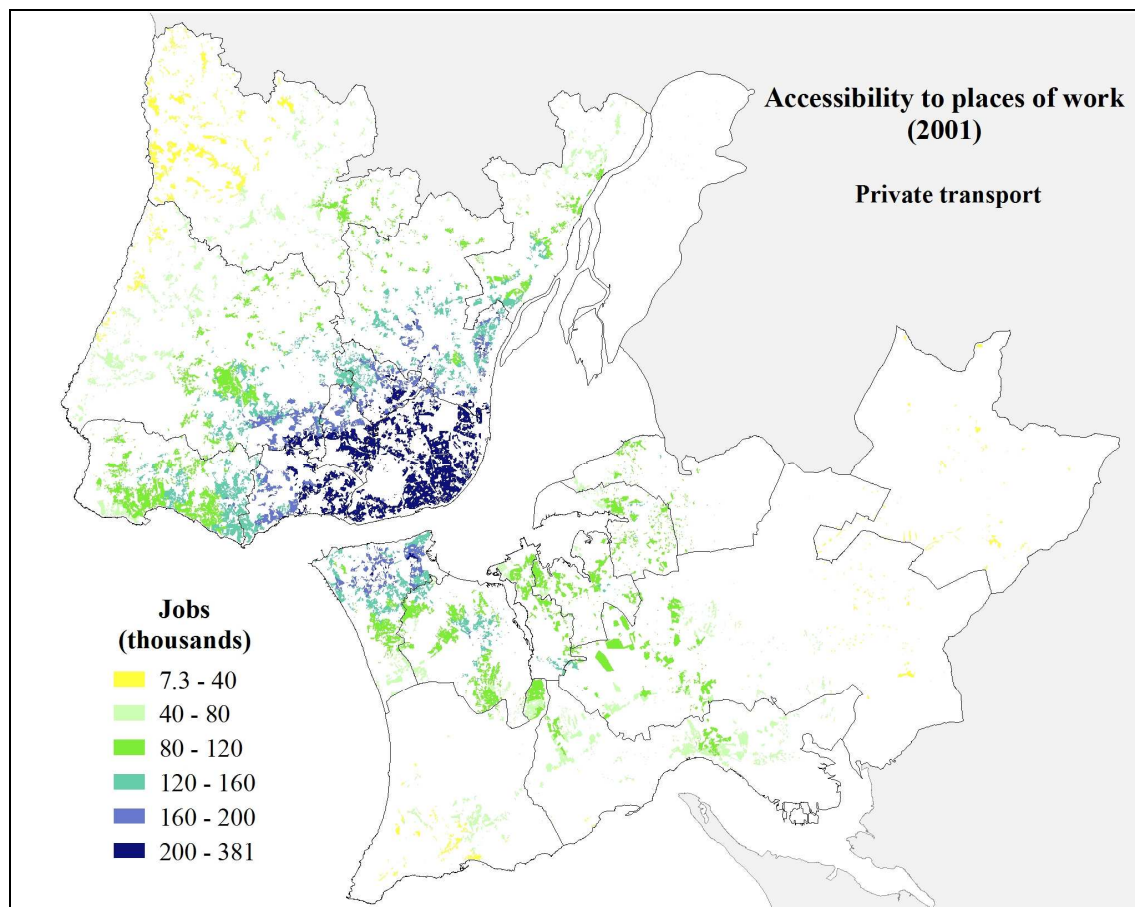 Accessibility to places of work
(2001)
Private transport
Jobs
(thousands)
7.3 - 40
40 - 80
80 - 120
120 - 160
160 - 200
200 - 381